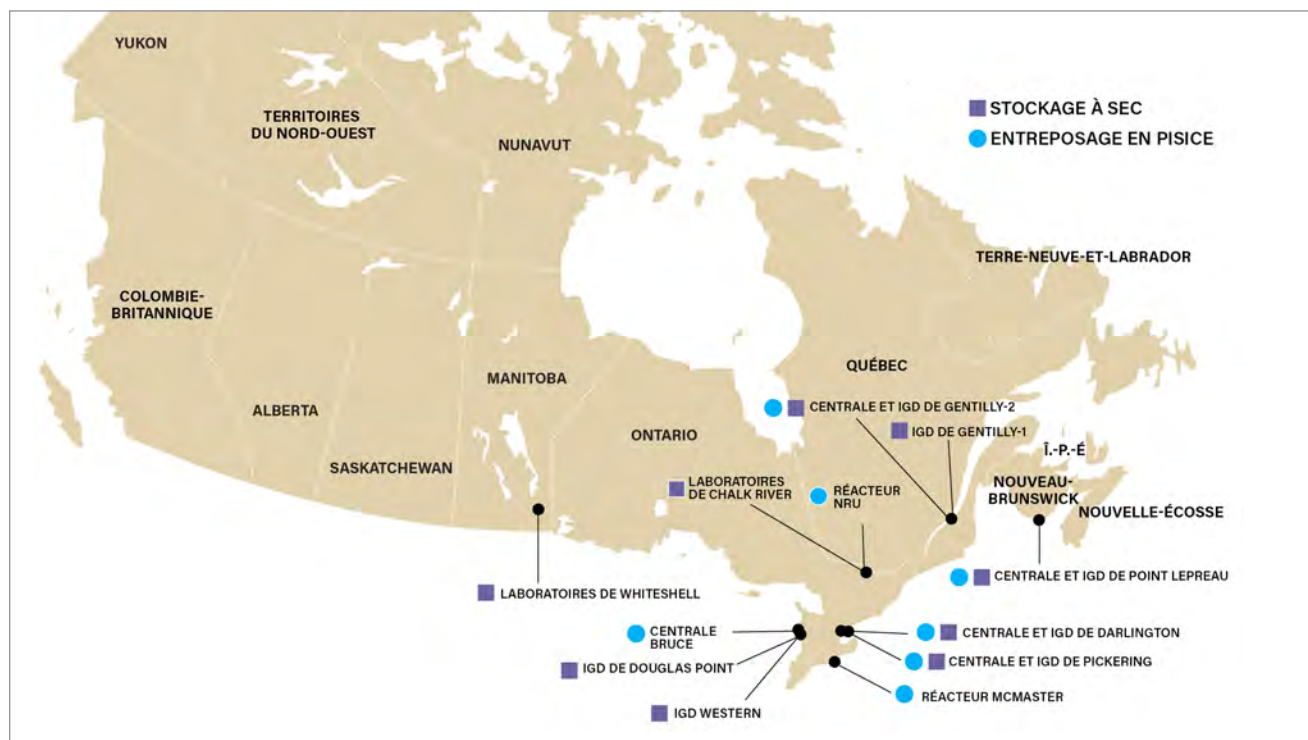 YUKON
TERRITOIRES
DU NORD-OUEST
NUNAVUT
STOCKAGE À SEC
ENTREPOSAGE EN PISICE
TERRE-NEUVE-ET-LABRADOR
COLOMBIE-
BRITANNIQUE
ALBERTA
SASKATCHEWAN
MANITOBA
ONTARIO
QUÉBEC
CENTRALE ET IGD DE GENTILLY-2
IGD DE GENTILLY-1
Î.-P.-É
NOUVEAU-
BRUNSWICK
NOUVELLE-ÉCOSSE
LABORATOIRES
DE CHALK RIVER
RÉACTEUR
NRU
CENTRALE ET IGD DE POINT LEPREAU
LABORATOIRES DE WHITESHELL
CENTRALE
BRUCE
IGD DE DOUGLAS POINT
IGD WESTERN
CENTRALE ET IGD DE DARLINGTON
CENTRALE ET IGD DE PICKERING
RÉACTEUR MCMASTER